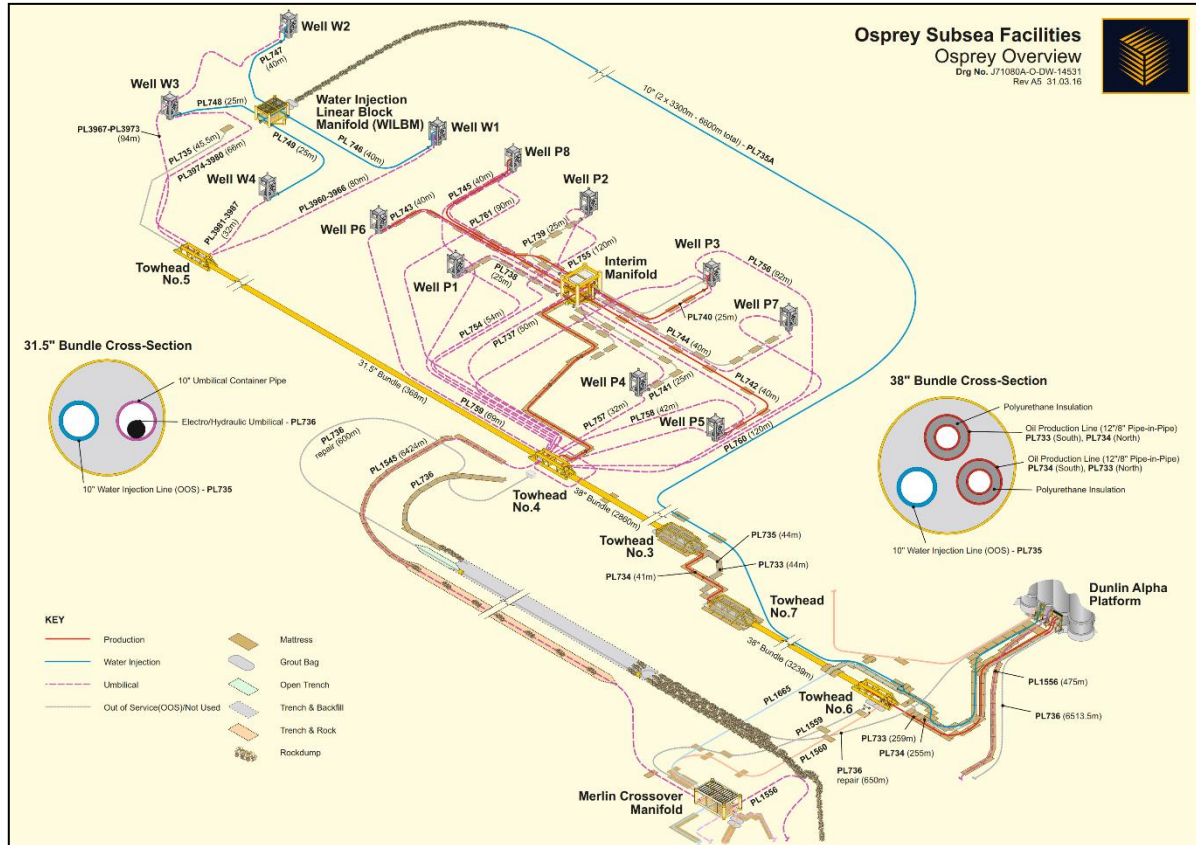 Osprey Subsea Facilities
Osprey Overview
Drg No. J71080A-O-DW-14531
Rev A5 31.03.16
Well W2
PL747
(40m)
Well W3
PL748 (25m)
Water Injection
Linear Block
Manifold (WILBM)
Well W1
PL3967-PL3973
(94m)
PL735 (45.5m)
PL3974-3980 (66m)
PL749 (25m)
PL 746 (40m)
Well W4
PL3960-3966 (80m)
PL3981-3987
(32m)
Towhead
No.5
10" (2 x 3300m - 6600m total) - PL735A
Well P8
Well P2
Well P6
PL743 (40m)
PL745 (40m)
PL761 (90m)
PL739 (25m)
PL755 (120m)
Well P1
PL738
(25m)
Interim
Manifold
Well P3
PL756 (92m)
PL740 (25m)
Well P7
PL754 (54m)
PL737 (50m)
PL744 (40m)
PL742 (40m)
Well P4
PL741 (25m)
PL757 (32m)
PL758 (42m)
Well P5
PL760 (120m)
PL759 (69m)
31.5" Bundle (368m)
31.5" Bundle Cross-Section
10" Umbilical Container Pipe
Electro/Hydraulic Umbilical - PL736
10" Water Injection Line (OOS) - PL735
38" Bundle Cross-Section
Polyurethane Insulation
Oil Production Line (12"/8" Pipe-in-Pipe)
PL733 (South), PL734 (North)
Oil Production Line (12"/8" Pipe-in-Pipe)
PL734 (South), PL733 (North)
Polyurethane Insulation
10" Water Injection Line (OOS) - PL735
PL736
repair (600m)
PL1545 (6424m)
PL736
Towhead
No.4
38" Bundle (2860m)
Towhead
No.3
PL735 (44m)
PL733 (44m)
PL734 (41m)
Towhead
No.7
38" Bundle (3239m)
Dunlin Alpha
Platform
PL1556 (475m)
PL736 (6513.5m)
Towhead
No.6
PL733 (259m)
PL734 (255m)
PL1665
PL1559
PL1560
PL736
repair (650m)
Merlin Crossover
Manifold
PL1556
KEY
Production
Water Injection
Umbilical
Out of Service(OOS)/Not Used
Mattress
Grout Bag
Open Trench
Trench & Backfill
Trench & Rock
Rockdump